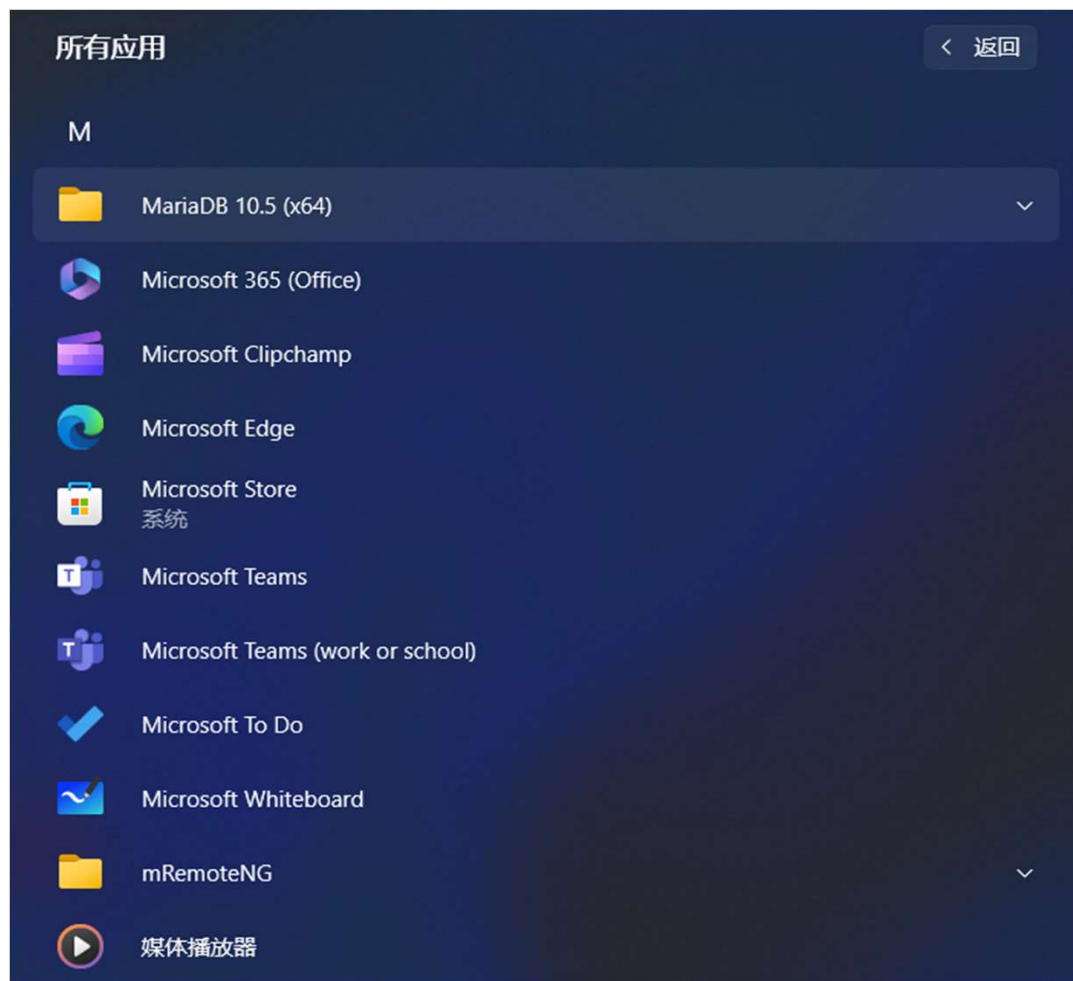 所有应用
返回
M
MariaDB 10.5 (x64)
Microsoft 365 (Office)
Microsoft Clipchamp
Microsoft Edge
Microsoft Store
系统
T
Microsoft Teams
T
Microsoft Teams (work or school)
Microsoft To Do
Microsoft Whiteboard
mRemoteNG
媒体播放器